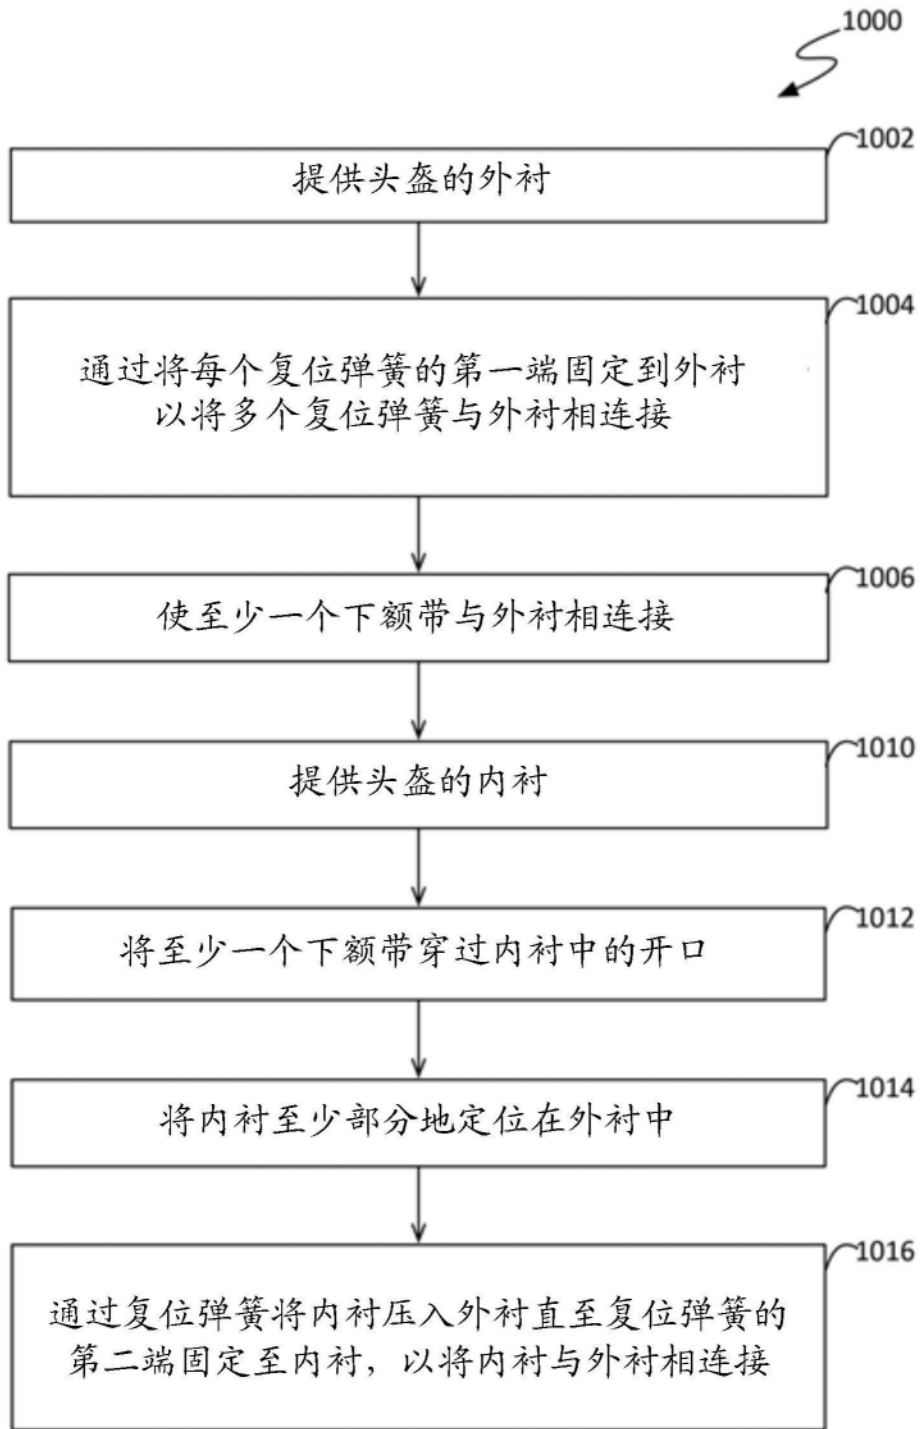 1000
1002
提供头盔的外衬
1004
通过将每个复位弹簧的第一端固定到外衬
以将多个复位弹簧与外衬相连接
1006
使至少一个下额带与外衬相连接
1010
提供头盔的内衬
1012
将至少一个下额带穿过内衬中的开口
1014
将内衬至少部分地定位在外衬中
1016
通过复位弹簧将内衬压入外衬直至复位弹簧的
第二端固定至内衬，以将内衬与外衬相连接